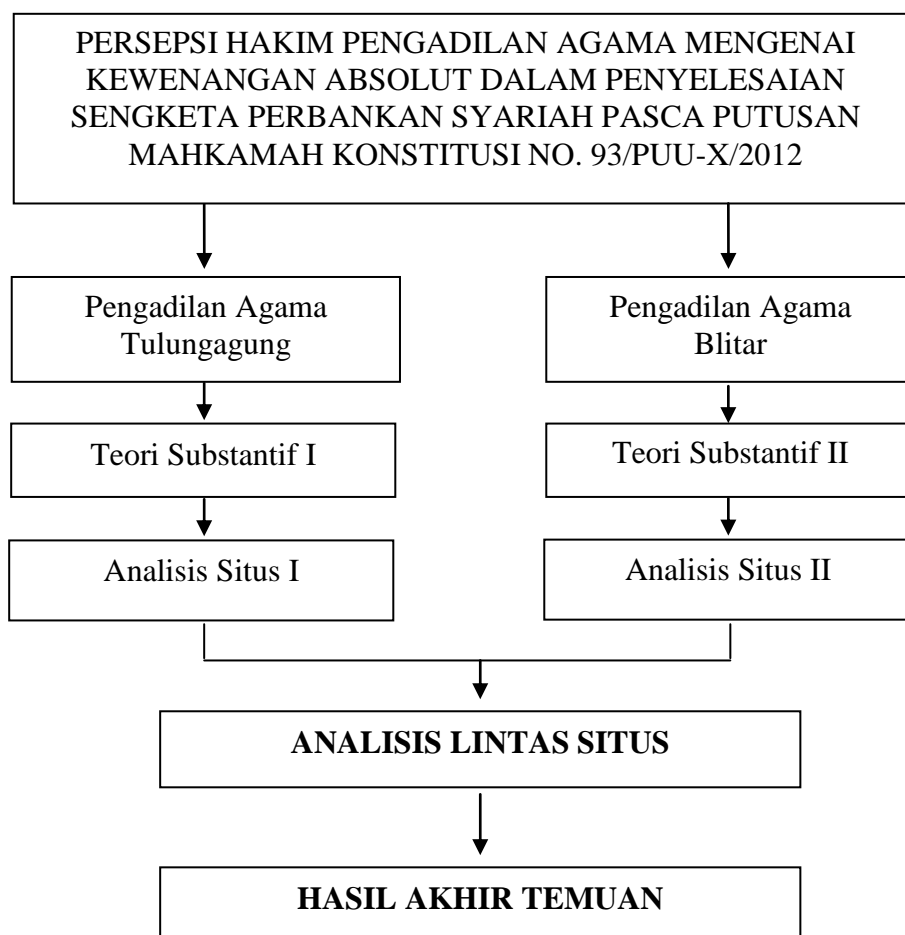 PERSEPSI HAKIM PENGADILAN AGAMA MENGENAI
KEWENANGAN ABSOLUT DALAM PENYELESAIAN
SENGKETA PERBANKAN SYARIAH PASCA PUTUSAN
MAHKAMAH KONSTITUSI NO. 93/PUU-X/2012
Pengadilan Agama
Tulungagung
Pengadilan Agama
Blitar
Teori Substantif I
Teori Substantif II
Analisis Situs I
Analisis Situs II
ANALISIS LINTAS SITUS
HASIL AKHIR TEMUAN